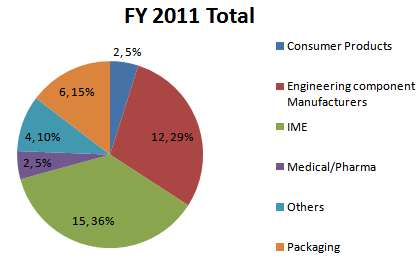 FY 2011 Total
2, 5%
12, 29%
15, 36%
2, 5%
4, 10%
6, 15%
Consumer Products
Engineering component
Manufacturers
IME
Medical/Pharma
Others
Packaging